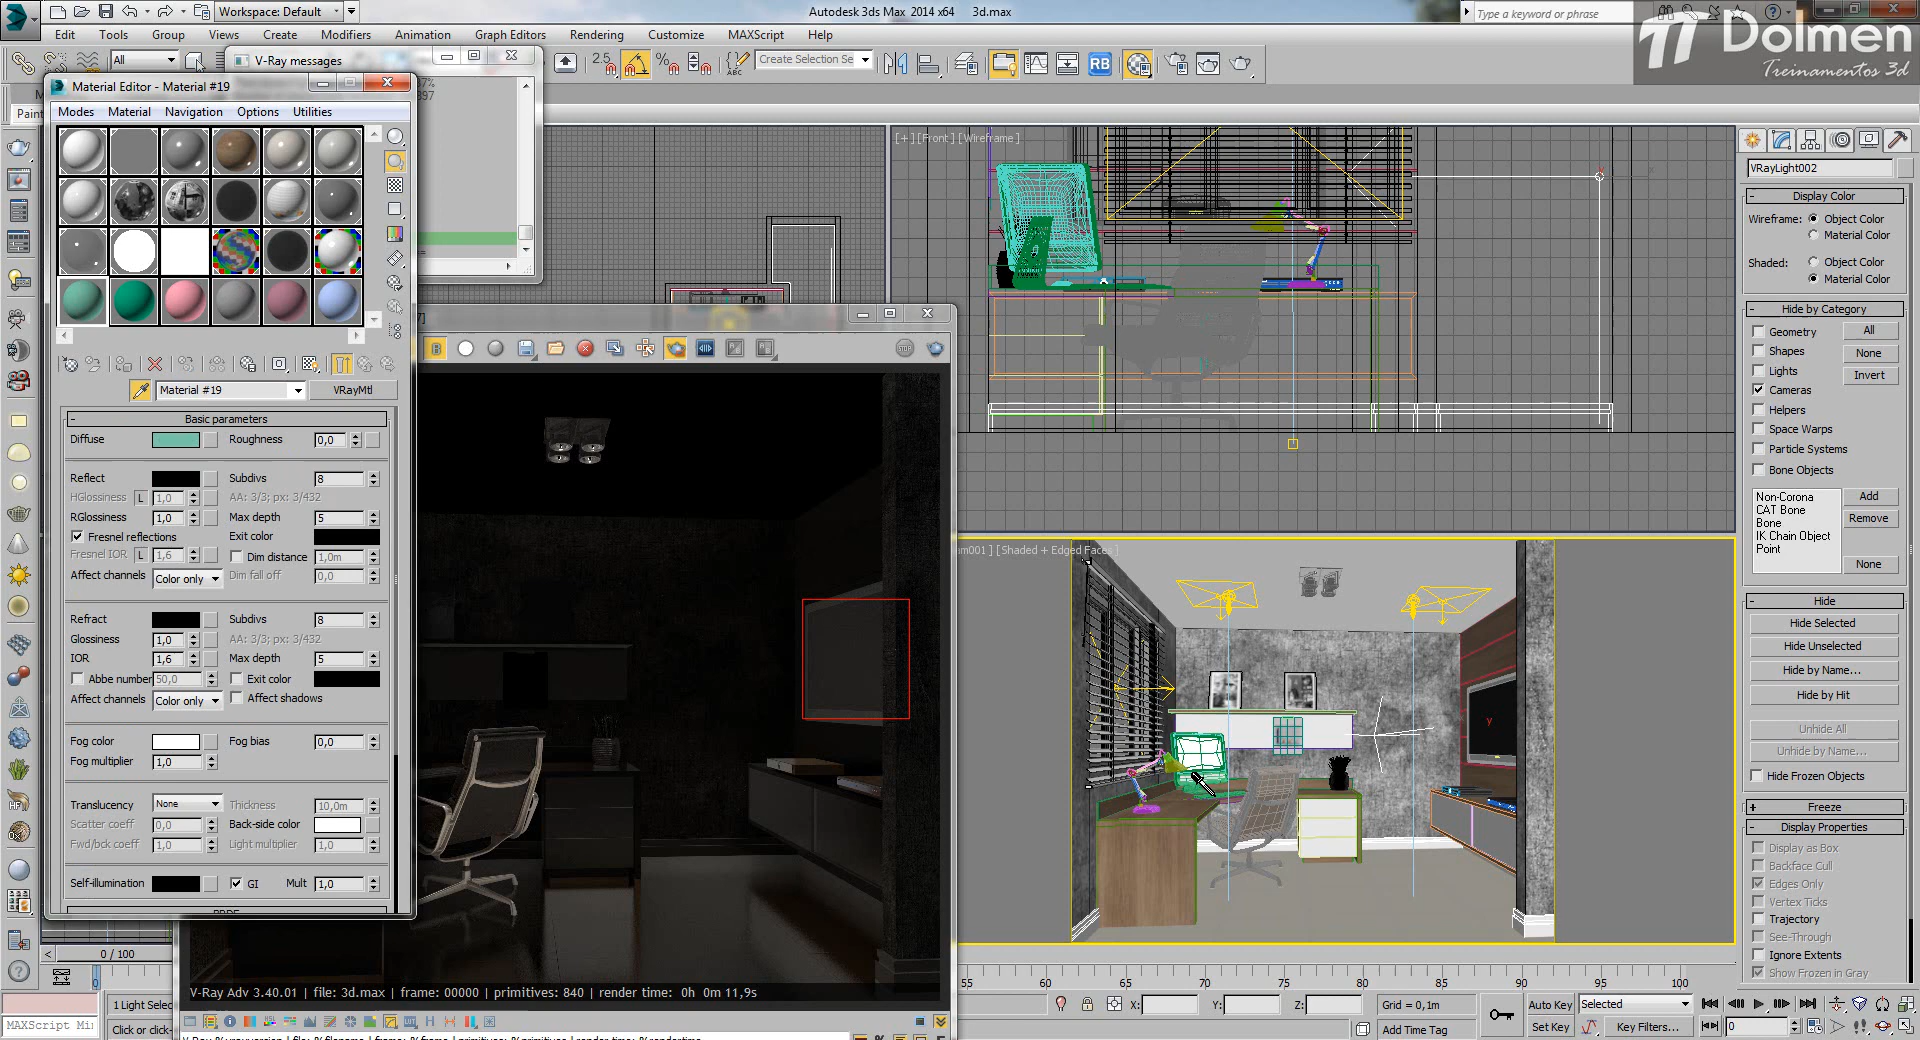 Workspace: Default
Autodesk 3ds Max 2014 x64 3d.max
Type a keyword or phrase
Dolmen
Treinamentos 3d
Edit Tools Group Views Create Modifiers Animation Graph Editors Rendering Customize MAXScript Help
All
V-Ray messages
2.5
Create Selection Se
RB
Material Editor - Material #19
Modes Material Navigation Options Utilities
Paint
[+] [Front] [Wireframe]
Material #19
VRayMtl
Basic parameters
Diffuse Roughness 0,0
Reflect Subdivs 8
HGlossiness L 1,0 AA: 3/3; px: 3/432
RGlossiness 1,0 Max depth 5
Fresnel reflections Exit color
Fresnel IOR L 1,6 Dim distance 1,0m
Affect channels Color only Dim fall off 0,0
Refract Subdivs 8
Glossiness 1,0 AA: 3/3; px: 3/432
IOR 1,6 Max depth 5
Abbe number 50,0 Exit color
Affect channels Color only Affect shadows
Fog color Fog bias 0,0
Fog multiplier 1,0
Translucency None Thickness 10,0m
Scatter coeff 0,0 Back-side color
Fwd/bck coeff 1,0 Light multiplier 1,0
Self-illumination GI Mult 1,0
BRDF
[Shaded + Edged Faces]
V-Ray Adv 3.40.01 | file: 3d.max | frame: 00000 | primitives: 840 | render time: 0h 0m 11,9s
VRayLight002
Display Color
Wireframe: Object Color
Material Color
Shaded: Object Color
Material Color
Hide by Category
Geometry All
Shapes None
Lights Invert
Cameras
Helpers
Space Warps
Particle Systems
Bone Objects
Non-Corona Add
CAT Bone
Bone Remove
IK Chain Object
Point
None
Hide
Hide Selected
Hide Unselected
Hide by Name...
Hide by Hit
Unhide All
Unhide by Name...
Hide Frozen Objects
Freeze
Display Properties
Display as Box
Backface Cull
Edges Only
Vertex Ticks
Trajectory
See-Through
Ignore Extents
Show Frozen in Gray
0 / 100
55 60 65 70 75 80 85 90 95 100
1 Light Selec
X: Y: Z: Grid = 0,1m
Auto Key Selected
MAXScript Mi
Click or click-
Add Time Tag
Set Key Key Filters... 0